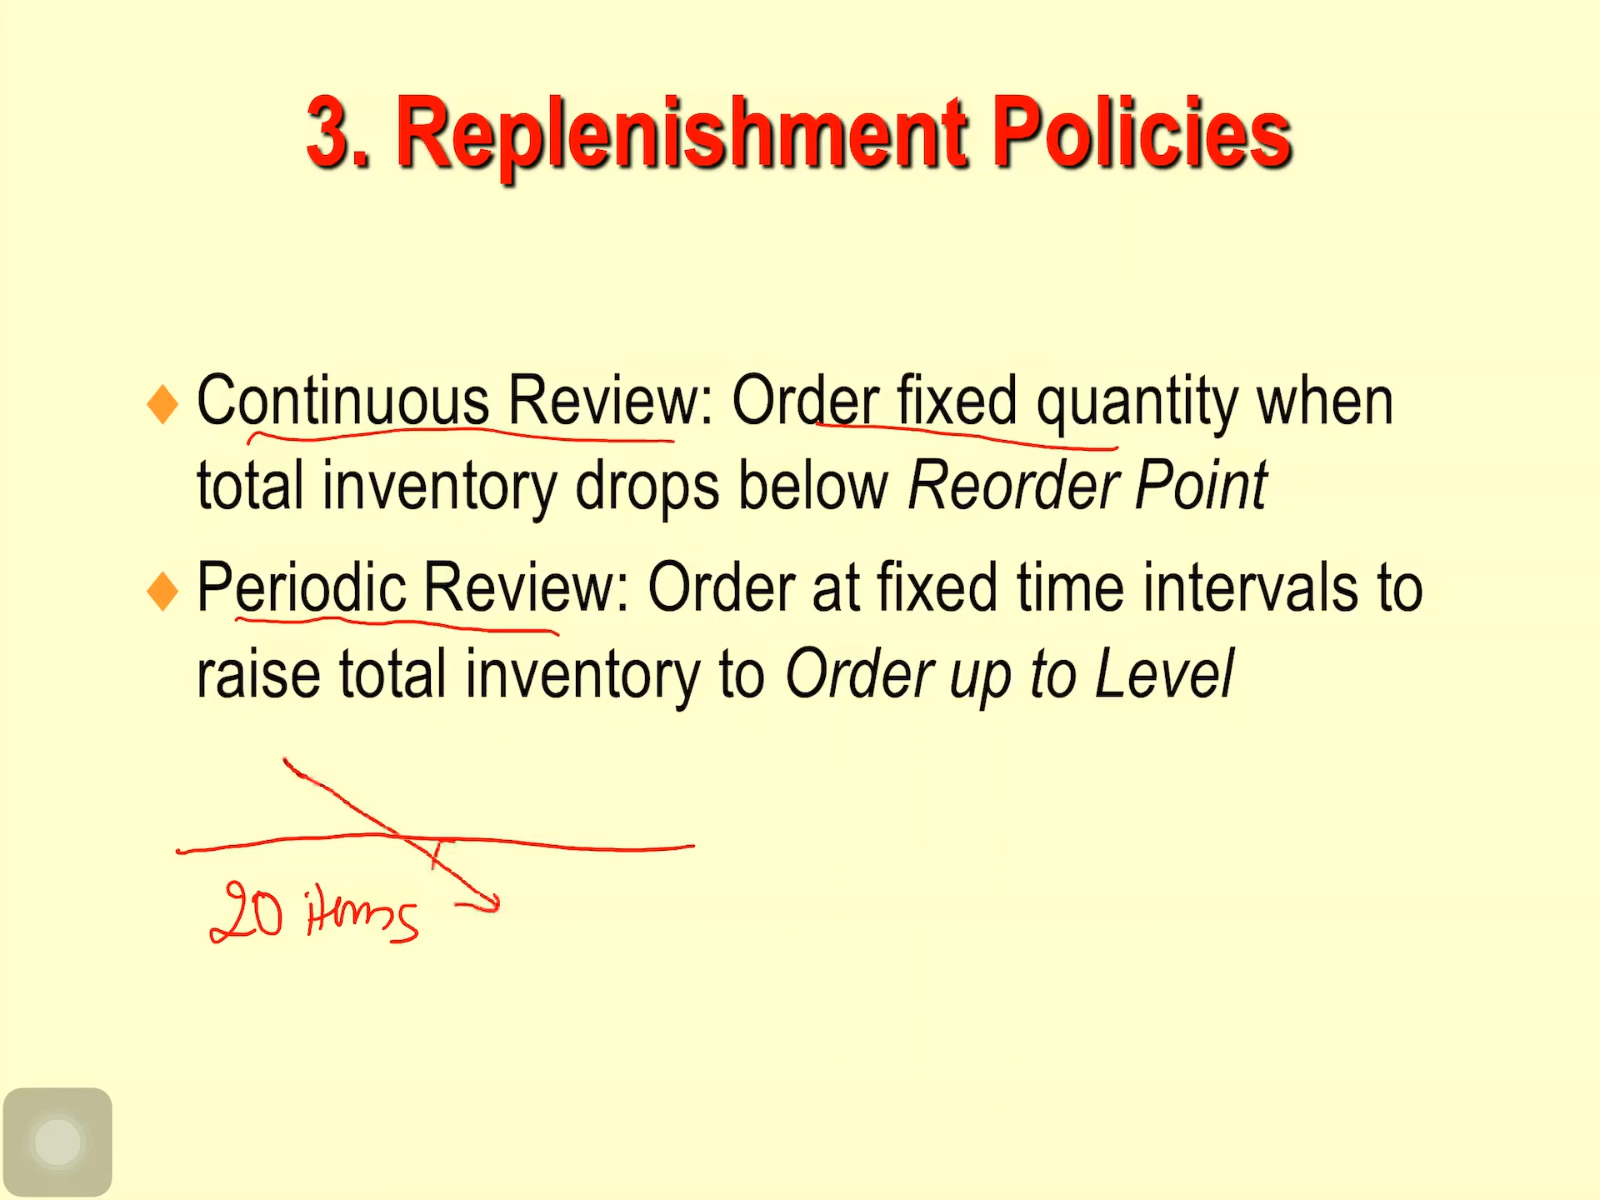 3. Replenishment Policies
Continuous Review: Order fixed quantity when
total inventory drops below Reorder Point
Periodic Review: Order at fixed time intervals to
raise total inventory to Order up to Level
20 items